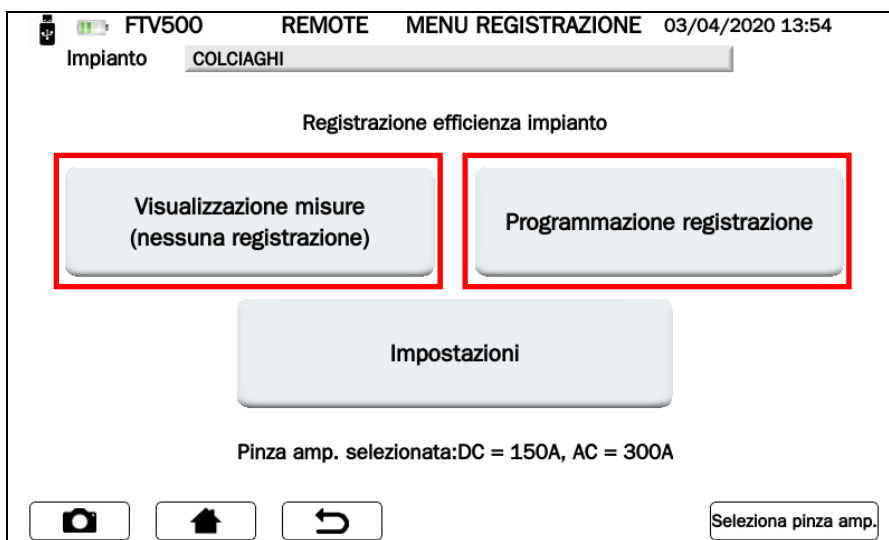 FTV500 REMOTE MENU REGISTRAZIONE 03/04/2020 13:54
Impianto COLCIAGHI
Registrazione efficienza impianto
Visualizzazione misure
(nessuna registrazione)
Programmazione registrazione
Impostazioni
Pinza amp. selezionata:DC = 150A, AC = 300A
Seleziona pinza amp.